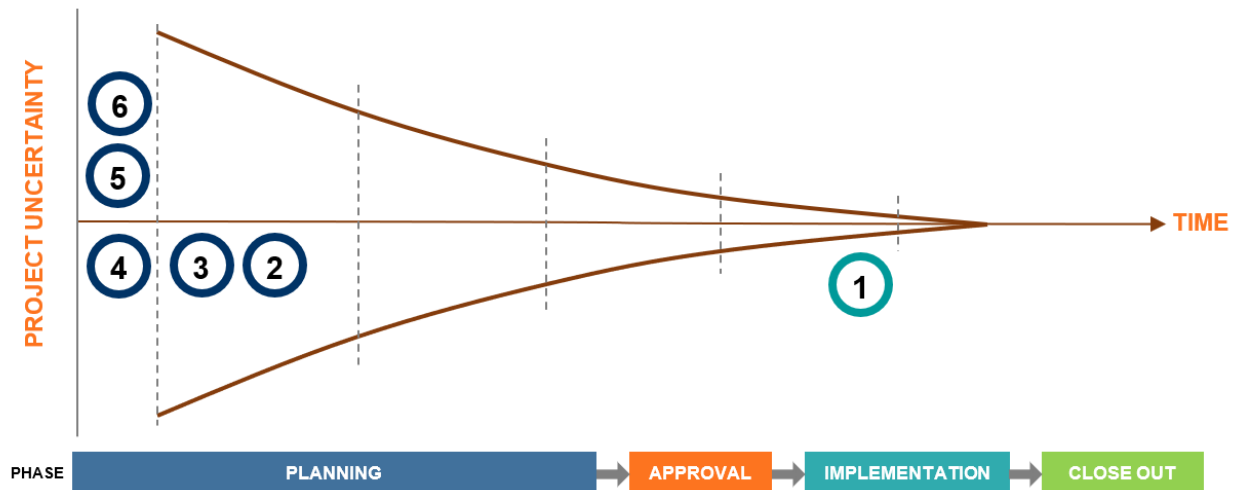 PROJECT UNCERTAINTY
6
5
4
3
2
1
TIME
PHASE
PLANNING
APPROVAL
IMPLEMENTATION
CLOSE OUT